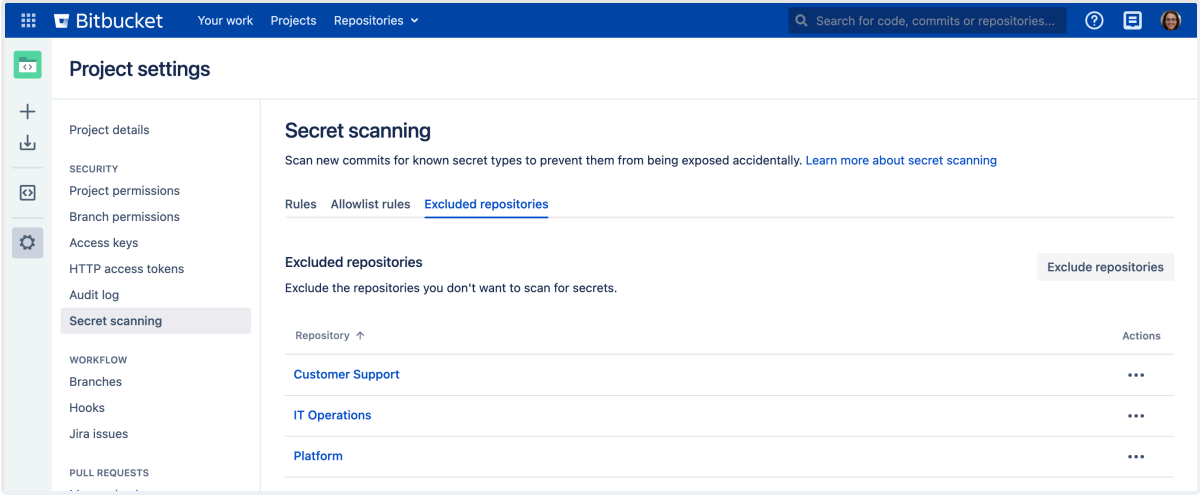 Bitbucket Your work Projects Repositories Search for code, commits or repositories...
Project settings
Project details
SECURITY
Project permissions
Branch permissions
Access keys
HTTP access tokens
Audit log
Secret scanning
WORKFLOW
Branches
Hooks
Jira issues
PULL REQUESTS
Secret scanning
Scan new commits for known secret types to prevent them from being exposed accidentally. Learn more about secret scanning
Rules Allowlist rules Excluded repositories
Excluded repositories
Exclude repositories
Exclude the repositories you don't want to scan for secrets.
Repository ↑ Actions
Customer Support
IT Operations
Platform